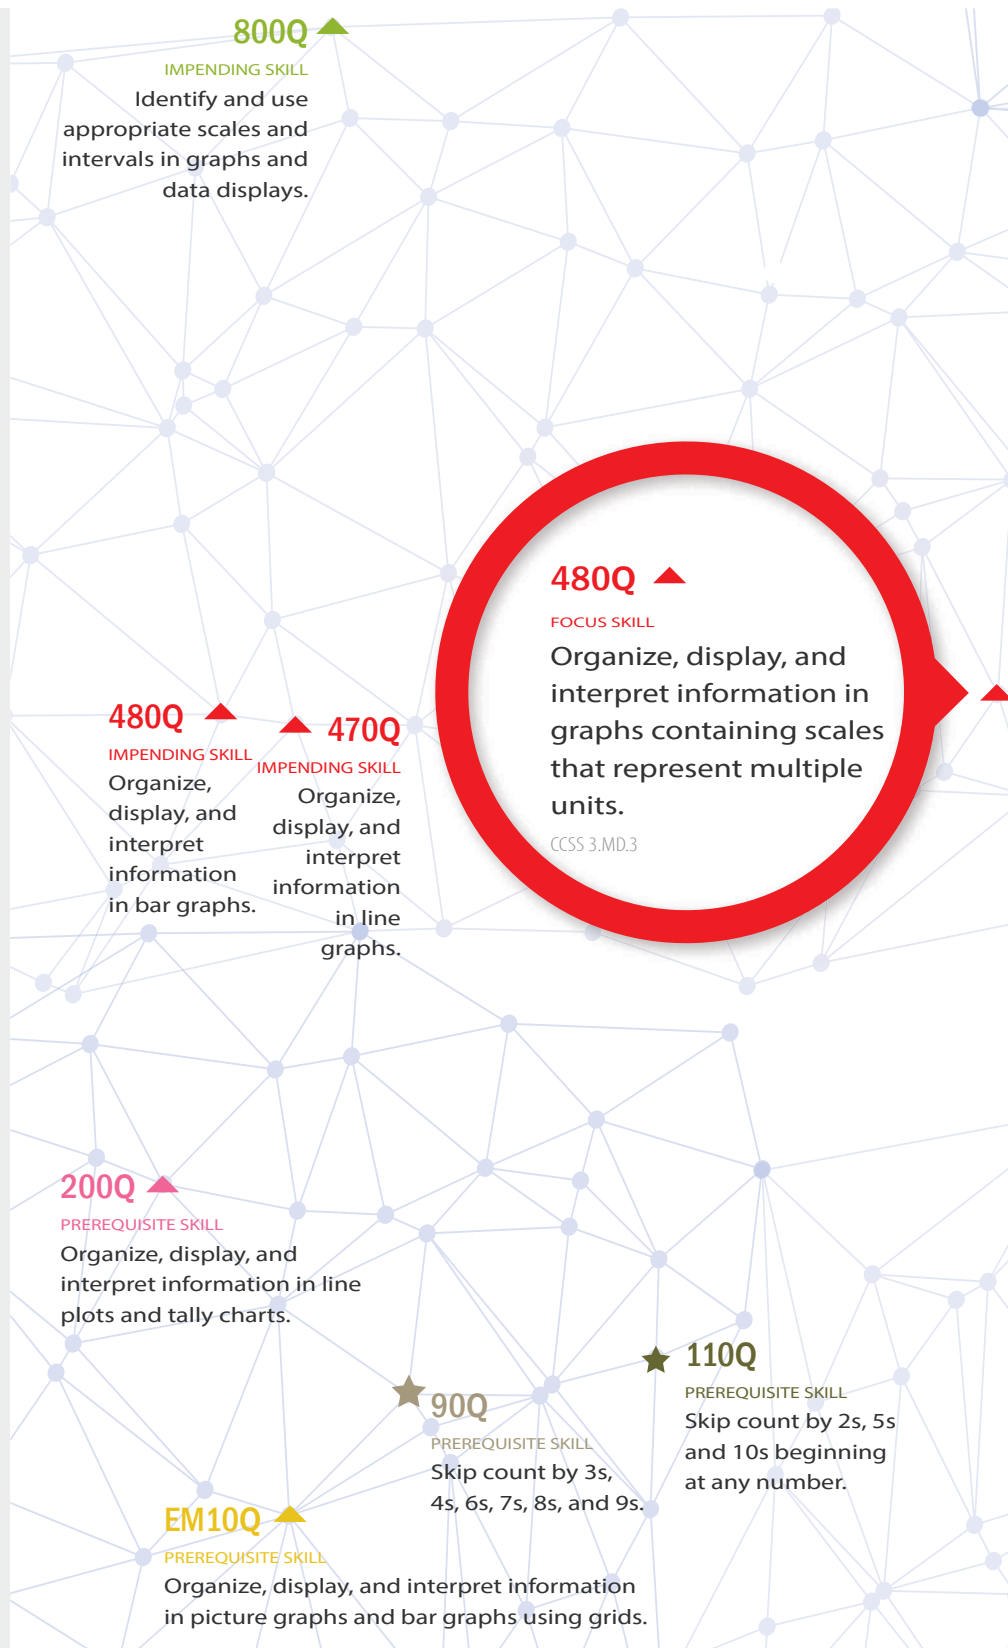 800Q
IMPENDING SKILL
Identify and use
appropriate scales and
intervals in graphs and
data displays.
480Q
FOCUS SKILL
Organize, display, and
interpret information in
graphs containing scales
that represent multiple
units.
CCSS 3.MD.3
480Q
IMPENDING SKILL
Organize,
display, and
interpret
information
in bar graphs.
470Q
IMPENDING SKILL
Organize,
display, and
interpret
information
in line
graphs.
200Q
PREREQUISITE SKILL
Organize, display, and
interpret information in line
plots and tally charts.
110Q
PREREQUISITE SKILL
Skip count by 2s, 5s
and 10s beginning
at any number.
90Q
PREREQUISITE SKILL
Skip count by 3s,
4s, 6s, 7s, 8s, and 9s.
EM10Q
PREREQUISITE SKILL
Organize, display, and interpret information
in picture graphs and bar graphs using grids.